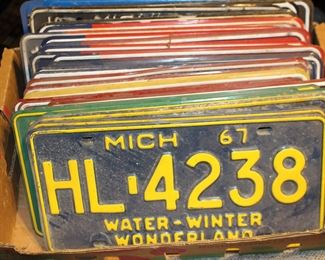 MICH 67
HL-4238
WATER-WINTER
WONDERLAND